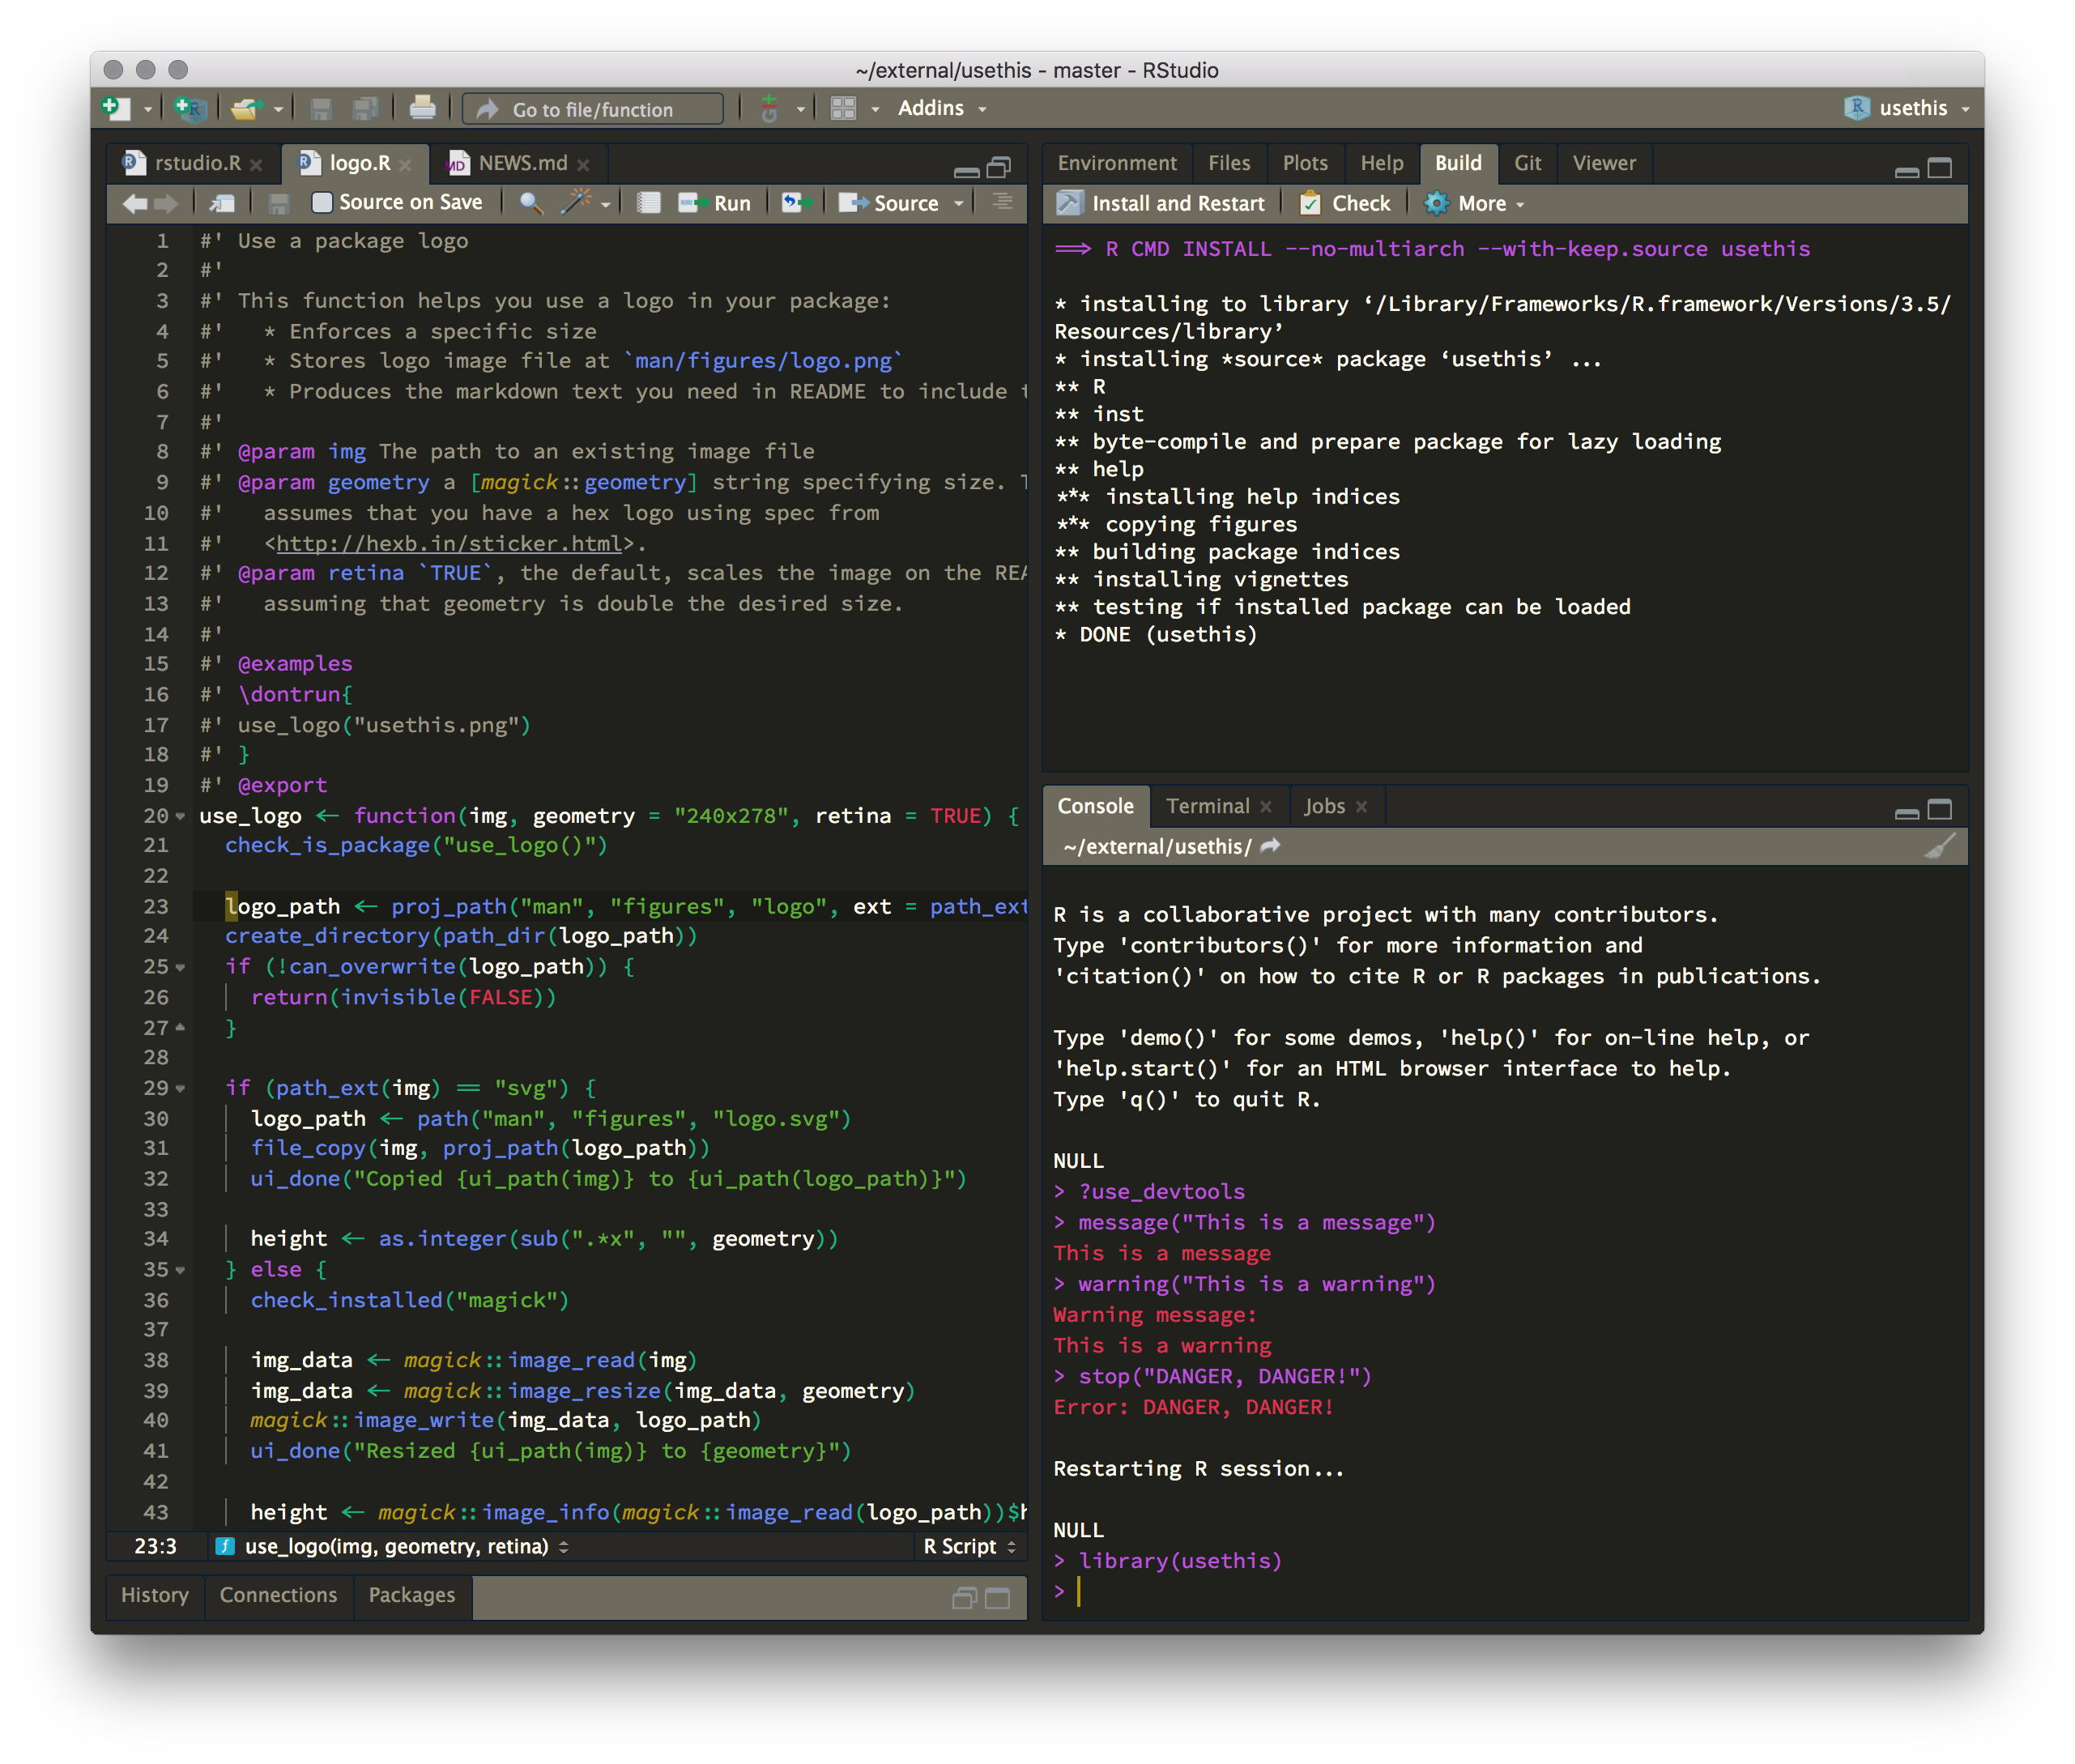 ~/external/usethis - master - RStudio
Go to file/function
Addins
usethis
rstudio.R
logo.R
NEWS.md
Source on Save
Run
Source
1 #' Use a package logo
2 #'
3 #' This function helps you use a logo in your package:
4 #'   * Enforces a specific size
5 #'   * Stores logo image file at `man/figures/logo.png`
6 #'   * Produces the markdown text you need in README to include
7 #'
8 #' @param img The path to an existing image file
9 #' @param geometry a [magick::geometry] string specifying size.
10 #'   assumes that you have a hex logo using spec from
11 #'   <http://hexb.in/sticker.html>.
12 #' @param retina `TRUE`, the default, scales the image on the
13 #'   assuming that geometry is double the desired size.
14 #'
15 #' @examples
16 #' \dontrun{
17 #' use_logo("usethis.png")
18 #' }
19 #' @export
20 use_logo <- function(img, geometry = "240x278", retina = TRUE) {
21   check_is_package("use_logo()")
22
23   logo_path <- proj_path("man", "figures", "logo", ext = path_ext
24   create_directory(path_dir(logo_path))
25   if (!can_overwrite(logo_path)) {
26     return(invisible(FALSE))
27   }
28
29   if (path_ext(img) == "svg") {
30     logo_path <- path("man", "figures", "logo.svg")
31     file_copy(img, proj_path(logo_path))
32     ui_done("Copied {ui_path(img)} to {ui_path(logo_path)}")
33
34     height <- as.integer(sub(".*x", "", geometry))
35   } else {
36     check_installed("magick")
37
38     img_data <- magick::image_read(img)
39     img_data <- magick::image_resize(img_data, geometry)
40     magick::image_write(img_data, logo_path)
41     ui_done("Resized {ui_path(img)} to {geometry}")
42
43     height <- magick::image_info(magick::image_read(logo_path))$h
23:3 use_logo(img, geometry, retina) R Script
History Connections Packages
Environment Files Plots Help Build Git Viewer
Install and Restart Check More
==> R CMD INSTALL --no-multiarch --with-keep.source usethis
* installing to library ‘/Library/Frameworks/R.framework/Versions/3.5/
Resources/library’
* installing *source* package ‘usethis’ ...
** R
** inst
** byte-compile and prepare package for lazy loading
** help
*** installing help indices
*** copying figures
** building package indices
** installing vignettes
** testing if installed package can be loaded
* DONE (usethis)
Console Terminal Jobs
~/external/usethis/
R is a collaborative project with many contributors.
Type 'contributors()' for more information and
'citation()' on how to cite R or R packages in publications.
Type 'demo()' for some demos, 'help()' for on-line help, or
'help.start()' for an HTML browser interface to help.
Type 'q()' to quit R.
NULL
> ?use_devtools
> message("This is a message")
This is a message
> warning("This is a warning")
Warning message:
This is a warning
> stop("DANGER, DANGER!")
Error: DANGER, DANGER!
Restarting R session...
NULL
> library(usethis)
>